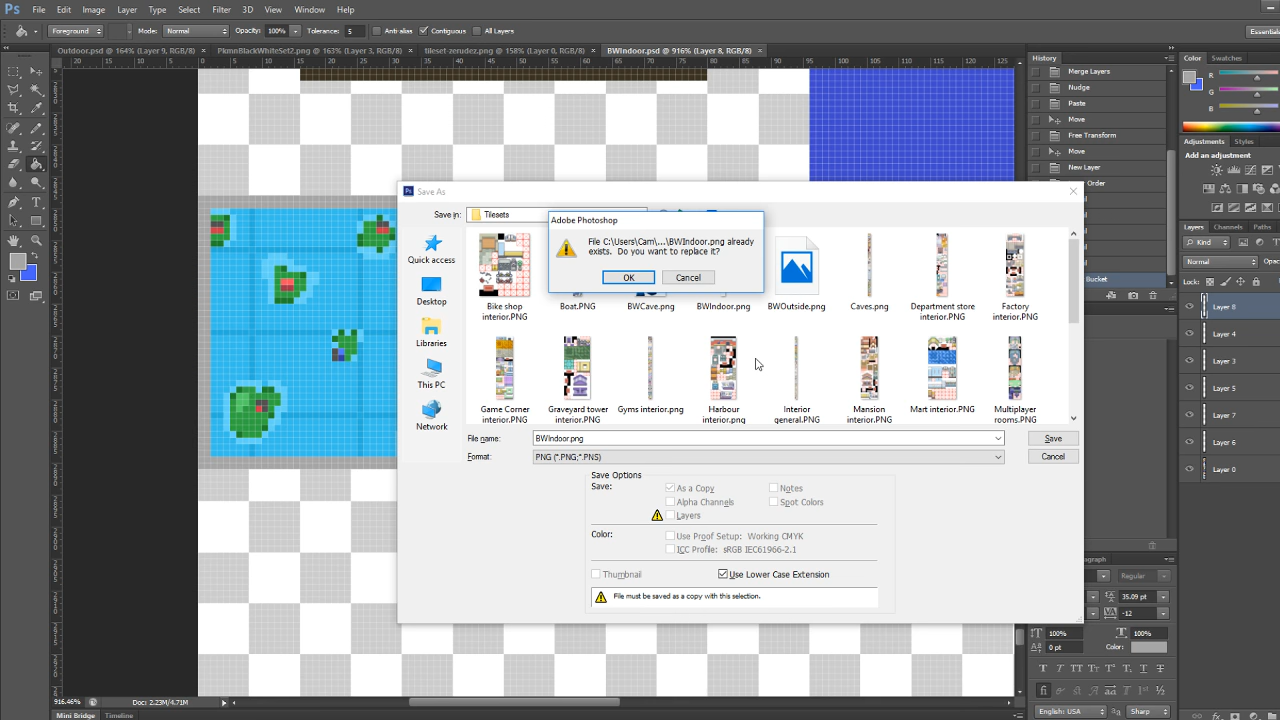 Ps File Edit Image Layer Type Select Filter 3D View Window Help
Foreground Mode: Normal Opacity: 100% Tolerance: 5 Anti-alias Contiguous All Layers Essentials
Outdoor.psd @ 164% (Layer 9, RGB/8) × PkmnBlackWhiteSet2.png @ 163% (Layer 3, RGB/8) × tileset-zerudez.png @ 158% (Layer 0, RGB/8) × BWIndoor.psd @ 916% (Layer 8, RGB/8) ×
History
Merge Layers
Nudge
Paste
Move
Free Transform
Move
New Layer
Order
Bucket
Color Swatches
R
G
B
Adjustments Styles
Add an adjustment
Layers Channels Paths
Kind
Normal Opacity:
Lock: Fill:
Layer 8
Layer 4
Layer 3
Layer 5
Layer 7
Layer 6
Layer 0
Save As
Save in: Tilesets
Adobe Photoshop
File C:\Users\Cam\...\BWIndoor.png already
exists. Do you want to replace it?
OK Cancel
Quick access
Desktop
Libraries
This PC
Network
Bike shop
interior.PNG
Boat.PNG
BWCave.png
BWIndoor.png
BWOutside.png
Caves.png
Department store
interior.PNG
Factory
interior.PNG
Game Corner
interior.PNG
Graveyard tower
interior.PNG
Gyms interior.png
Harbour
interior.png
Interior
general.PNG
Mansion
interior.PNG
Mart interior.PNG
Multiplayer
rooms.PNG
File name: BWIndoor.png Save
Format: PNG (*.PNG;*.PNS) Cancel
Save Options
Save: As a Copy Notes
Alpha Channels Spot Colors
Layers
Color: Use Proof Setup: Working CMYK
ICC Profile: sRGB IEC61966-2.1
Thumbnail Use Lower Case Extension
File must be saved as a copy with this selection.
aragraph
Regular
35.09 pt
-12
100% 100%
0 pt Color:
English: USA Sharp
916.46% Doc: 2.23M/4.71M
Mini Bridge Timeline